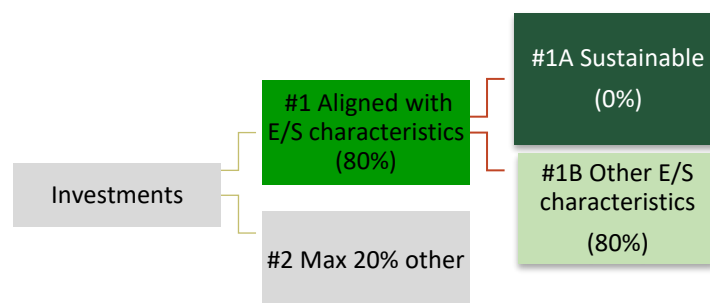 Investments
#1 Aligned with
E/S characteristics
(80%)
#2 Max 20% other
#1A Sustainable
(0%)
#1B Other E/S
characteristics
(80%)